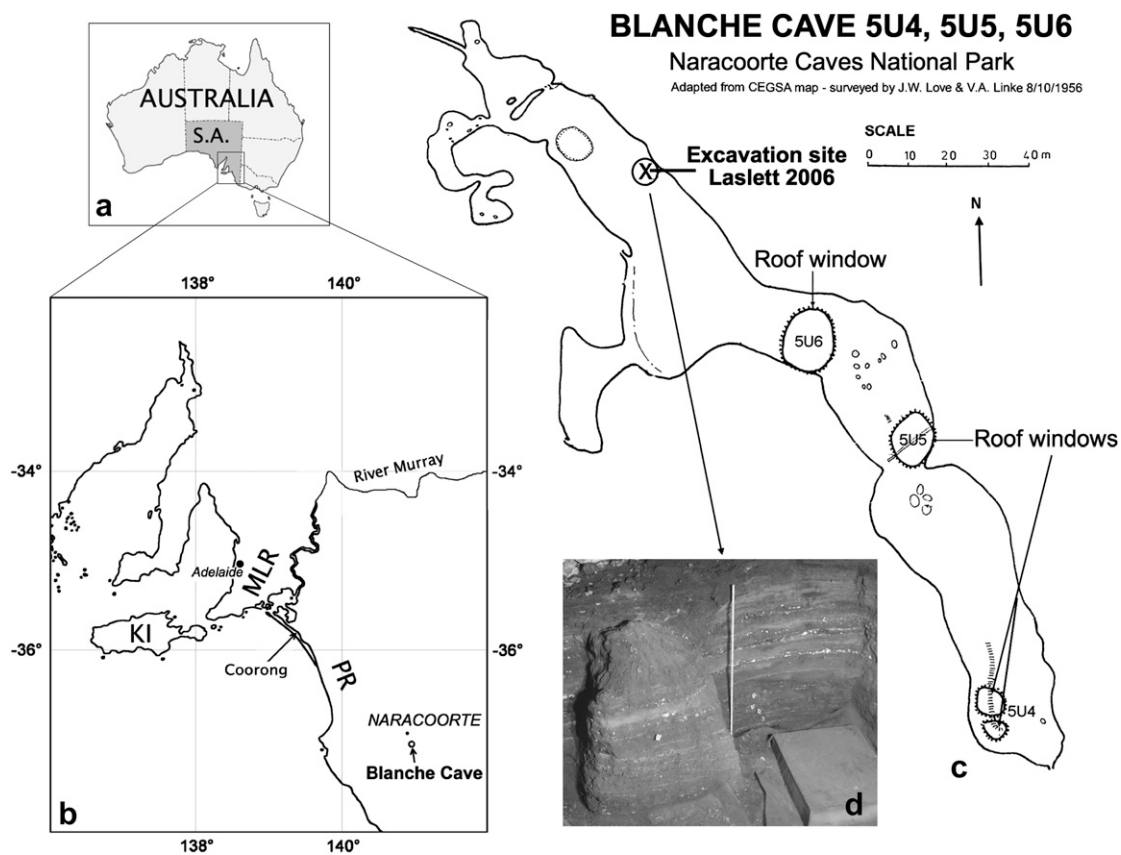 BLANCHE CAVE 5U4, 5U5, 5U6
Naracoorte Caves National Park
Adapted from CEGSA map - surveyed by J.W. Love & V.A. Linke 8/10/1956
SCALE
0 10 20 30 40 m
N
AUSTRALIA
S.A.
a
Excavation site
Laslett 2006
X
Roof window
5U6
5U5
Roof windows
5U4
c
d
138° 140°
-34°
River Murray
Adelaide
MLR
KI
-36°
Coorong
PR
NARACOORTE
Blanche Cave
b
-34°
-36°
138° 140°